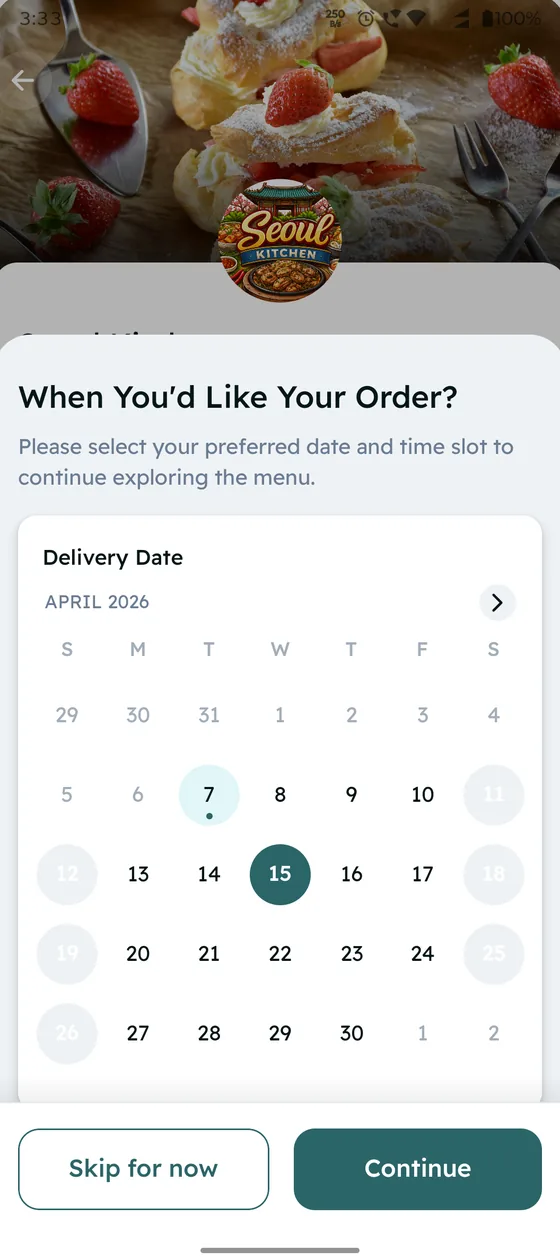 3:33
250
B/s
100%
Seoul
KITCHEN
When You'd Like Your Order?
Please select your preferred date and time slot to
continue exploring the menu.
Delivery Date
APRIL 2026
S M T W T F S
29 30 31 1 2 3 4
5 6 7 8 9 10 11
12 13 14 15 16 17 18
19 20 21 22 23 24 25
26 27 28 29 30 1 2
Skip for now
Continue